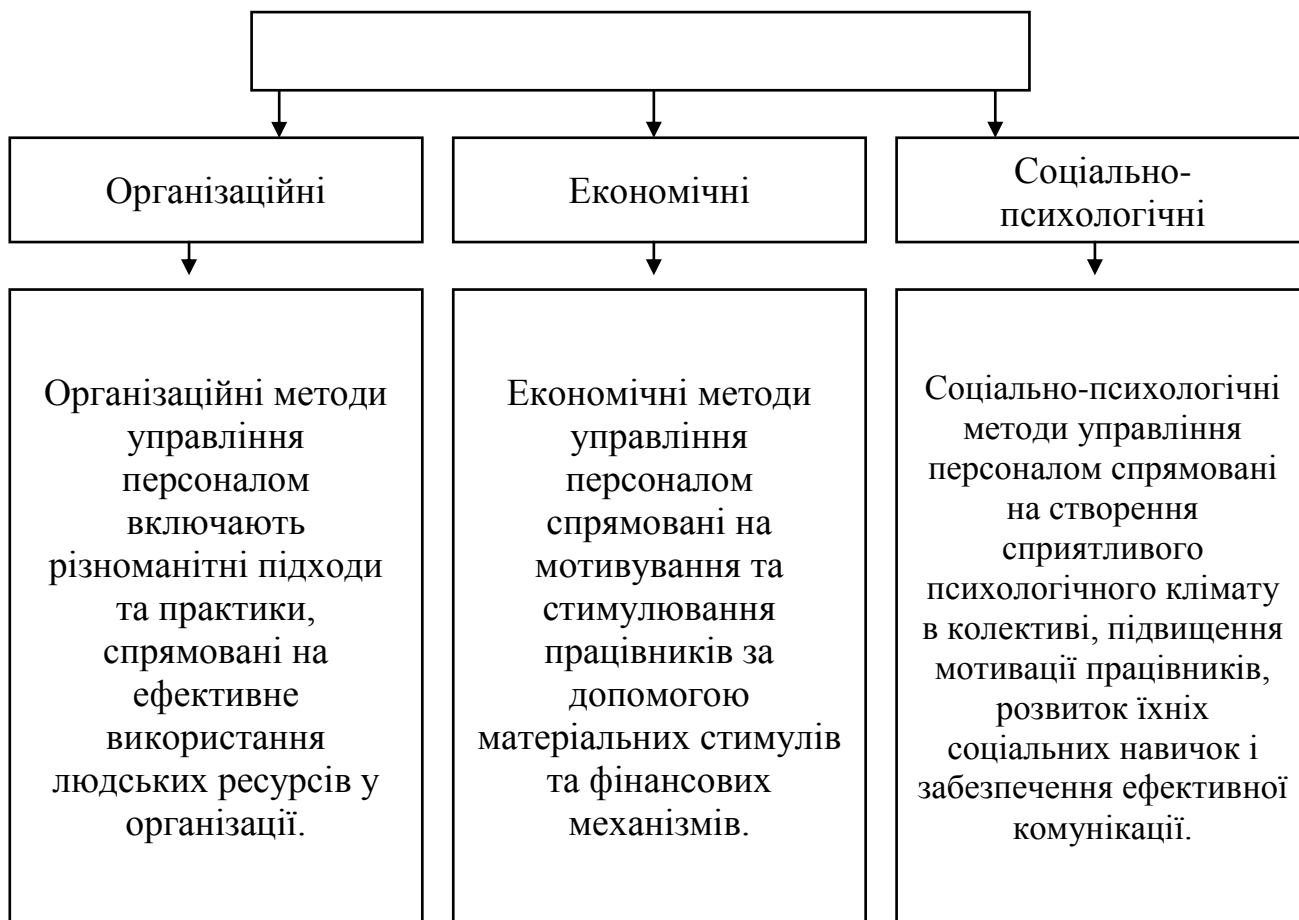 Організаційні
Економічні
Соціально-
психологічні
Організаційні методи
управління
персоналом
включають
різноманітні підходи
та практики,
спрямовані на
ефективне
використання
людських ресурсів у
організації.
Економічні методи
управління
персоналом
спрямовані на
мотивування та
стимулювання
працівників за
допомогою
матеріальних стимулів
та фінансових
механізмів.
Соціально-психологічні
методи управління
персоналом спрямовані
на створення
сприятливого
психологічного клімату
в колективі, підвищення
мотивації працівників,
розвиток їхніх
соціальних навичок і
забезпечення ефективної
комунікації.